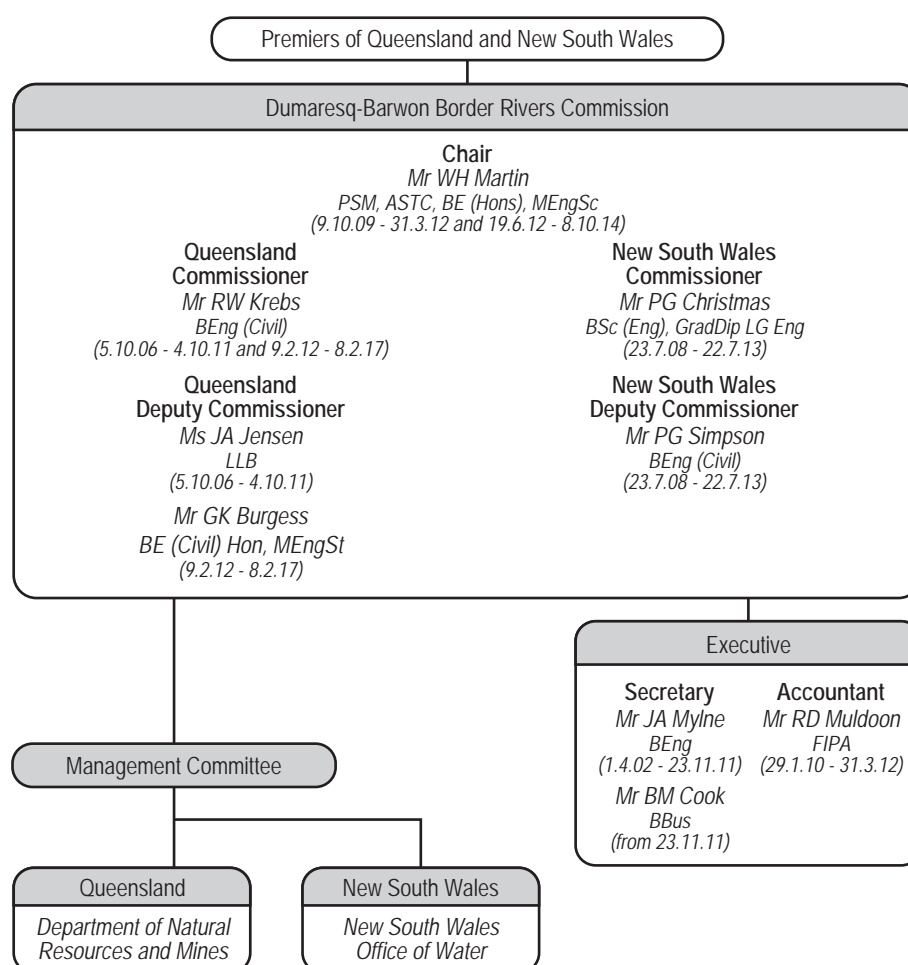 Premiers of Queensland and New South Wales
Dumaresq-Barwon Border Rivers Commission
Chair
Mr WH Martin
PSM, ASTC, BE (Hons), MEngSc
(9.10.09 - 31.3.12 and 19.6.12 - 8.10.14)
Queensland
Commissioner
Mr RW Krebs
BEng (Civil)
(5.10.06 - 4.10.11 and 9.2.12 - 8.2.17)
New South Wales
Commissioner
Mr PG Christmas
BSc (Eng), GradDip LG Eng
(23.7.08 - 22.7.13)
Queensland
Deputy Commissioner
Ms JA Jensen
LLB
(5.10.06 - 4.10.11)
Mr GK Burgess
BE (Civil) Hon, MEngSt
(9.2.12 - 8.2.17)
New South Wales
Deputy Commissioner
Mr PG Simpson
BEng (Civil)
(23.7.08 - 22.7.13)
Executive
Secretary
Mr JA Mylne
BEng
(1.4.02 - 23.11.11)
Mr BM Cook
BBus
(from 23.11.11)
Accountant
Mr RD Muldoon
FIPA
(29.1.10 - 31.3.12)
Management Committee
Queensland
Department of Natural
Resources and Mines
New South Wales
New South Wales
Office of Water